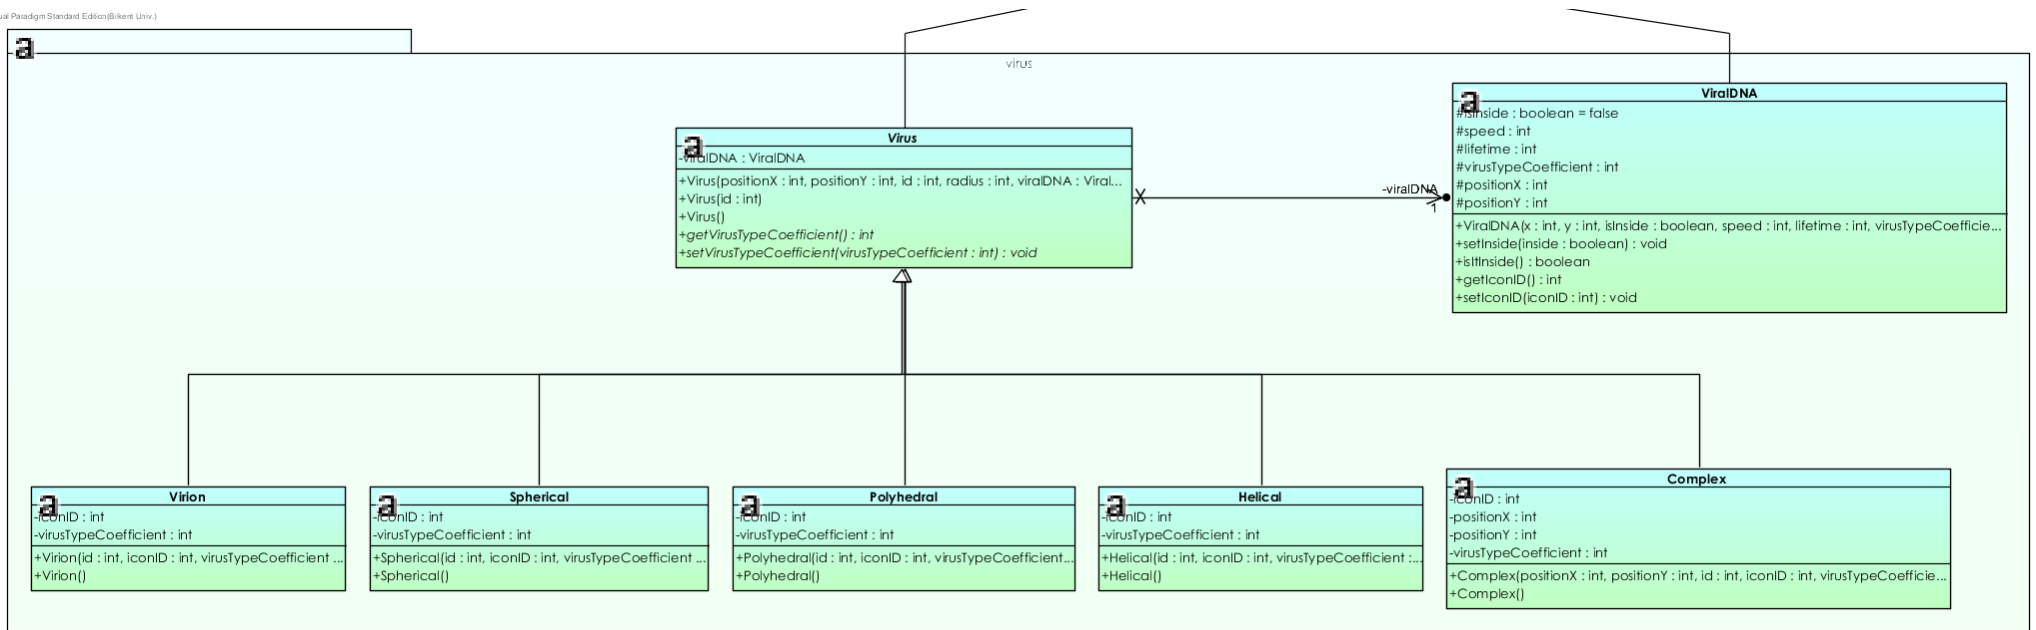 ual Paradigm Standard Edition(Bilkent Univ.)
a
virus
a
Virus
-viralDNA : ViralDNA
+Virus(positionX : int, positionY : int, id : int, radius : int, viralDNA : Viral...
+Virus(id : int)
+Virus()
+getVirusTypeCoefficient() : int
+setVirusTypeCoefficient(virusTypeCoefficient : int) : void
-viralDNA
1
a
ViralDNA
#isInside : boolean = false
#speed : int
#lifetime : int
#virusTypeCoefficient : int
#positionX : int
#positionY : int
+ViralDNA(x : int, y : int, isInside : boolean, speed : int, lifetime : int, virusTypeCoefficie...
+setInside(inside : boolean) : void
+isItInside() : boolean
+getIconID() : int
+setIconID(iconID : int) : void
a
Virion
-iconID : int
-virusTypeCoefficient : int
+Virion(id : int, iconID : int, virusTypeCoefficient ...
+Virion()
a
Spherical
-iconID : int
-virusTypeCoefficient : int
+Spherical(id : int, iconID : int, virusTypeCoefficient ...
+Spherical()
a
Polyhedral
-iconID : int
-virusTypeCoefficient : int
+Polyhedral(id : int, iconID : int, virusTypeCoefficient...
+Polyhedral()
a
Helical
-iconID : int
-virusTypeCoefficient : int
+Helical(id : int, iconID : int, virusTypeCoefficient :...
+Helical()
a
Complex
-iconID : int
-positionX : int
-positionY : int
-virusTypeCoefficient : int
+Complex(positionX : int, positionY : int, id : int, iconID : int, virusTypeCoefficie...
+Complex()